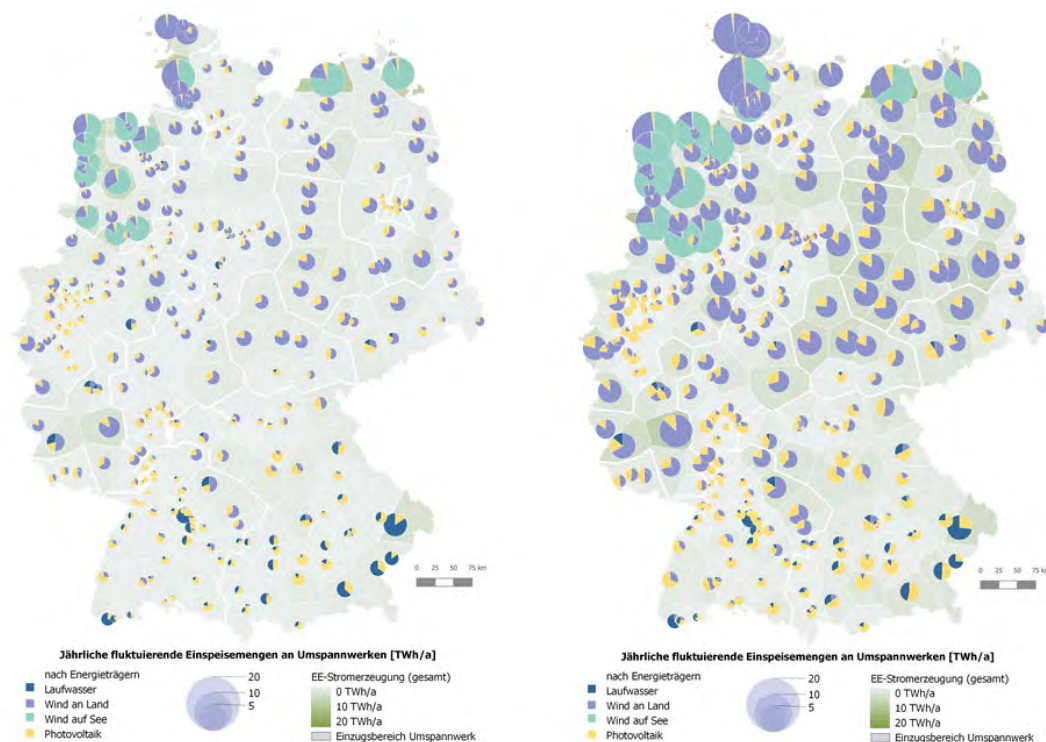 0 25 50 75 km
0 25 50 75 km
Jährliche fluktuierende Einspeisemengen an Umspannwerken [TWh/a]
nach Energieträgern
Laufwasser
Wind an Land
Wind auf See
Photovoltaik
20
10
5
EE-Stromerzeugung (gesamt)
0 TWh/a
10 TWh/a
20 TWh/a
Einzugsbereich Umspannwerk
Jährliche fluktuierende Einspeisemengen an Umspannwerken [TWh/a]
nach Energieträgern
Laufwasser
Wind an Land
Wind auf See
Photovoltaik
20
10
5
EE-Stromerzeugung (gesamt)
0 TWh/a
10 TWh/a
20 TWh/a
Einzugsbereich Umspannwerk